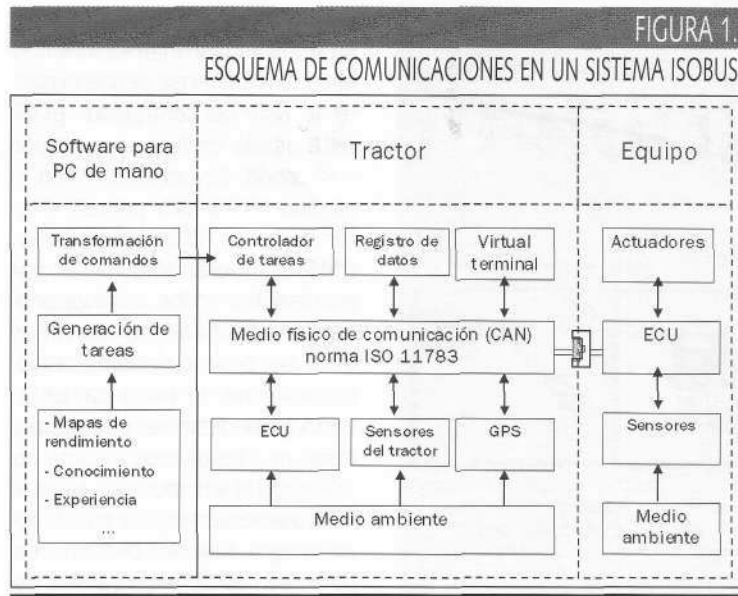 FIGURA 1.
ESQUEMA DE COMUNICACIONES EN UN SISTEMA ISOBUS
Software para
PC de mano
Tractor
Equipo
Transformación
de comandos
Controlador
de tareas
Registro de
datos
Virtual
terminal
Actuadores
Generación de
tareas
Medio físico de comunicación (CAN)
norma ISO 11783
ECU
- Mapas de
rendimiento
- Conocimiento
- Experiencia
...
ECU
Sensores
del tractor
GPS
Sensores
Medio ambiente
Medio
ambiente